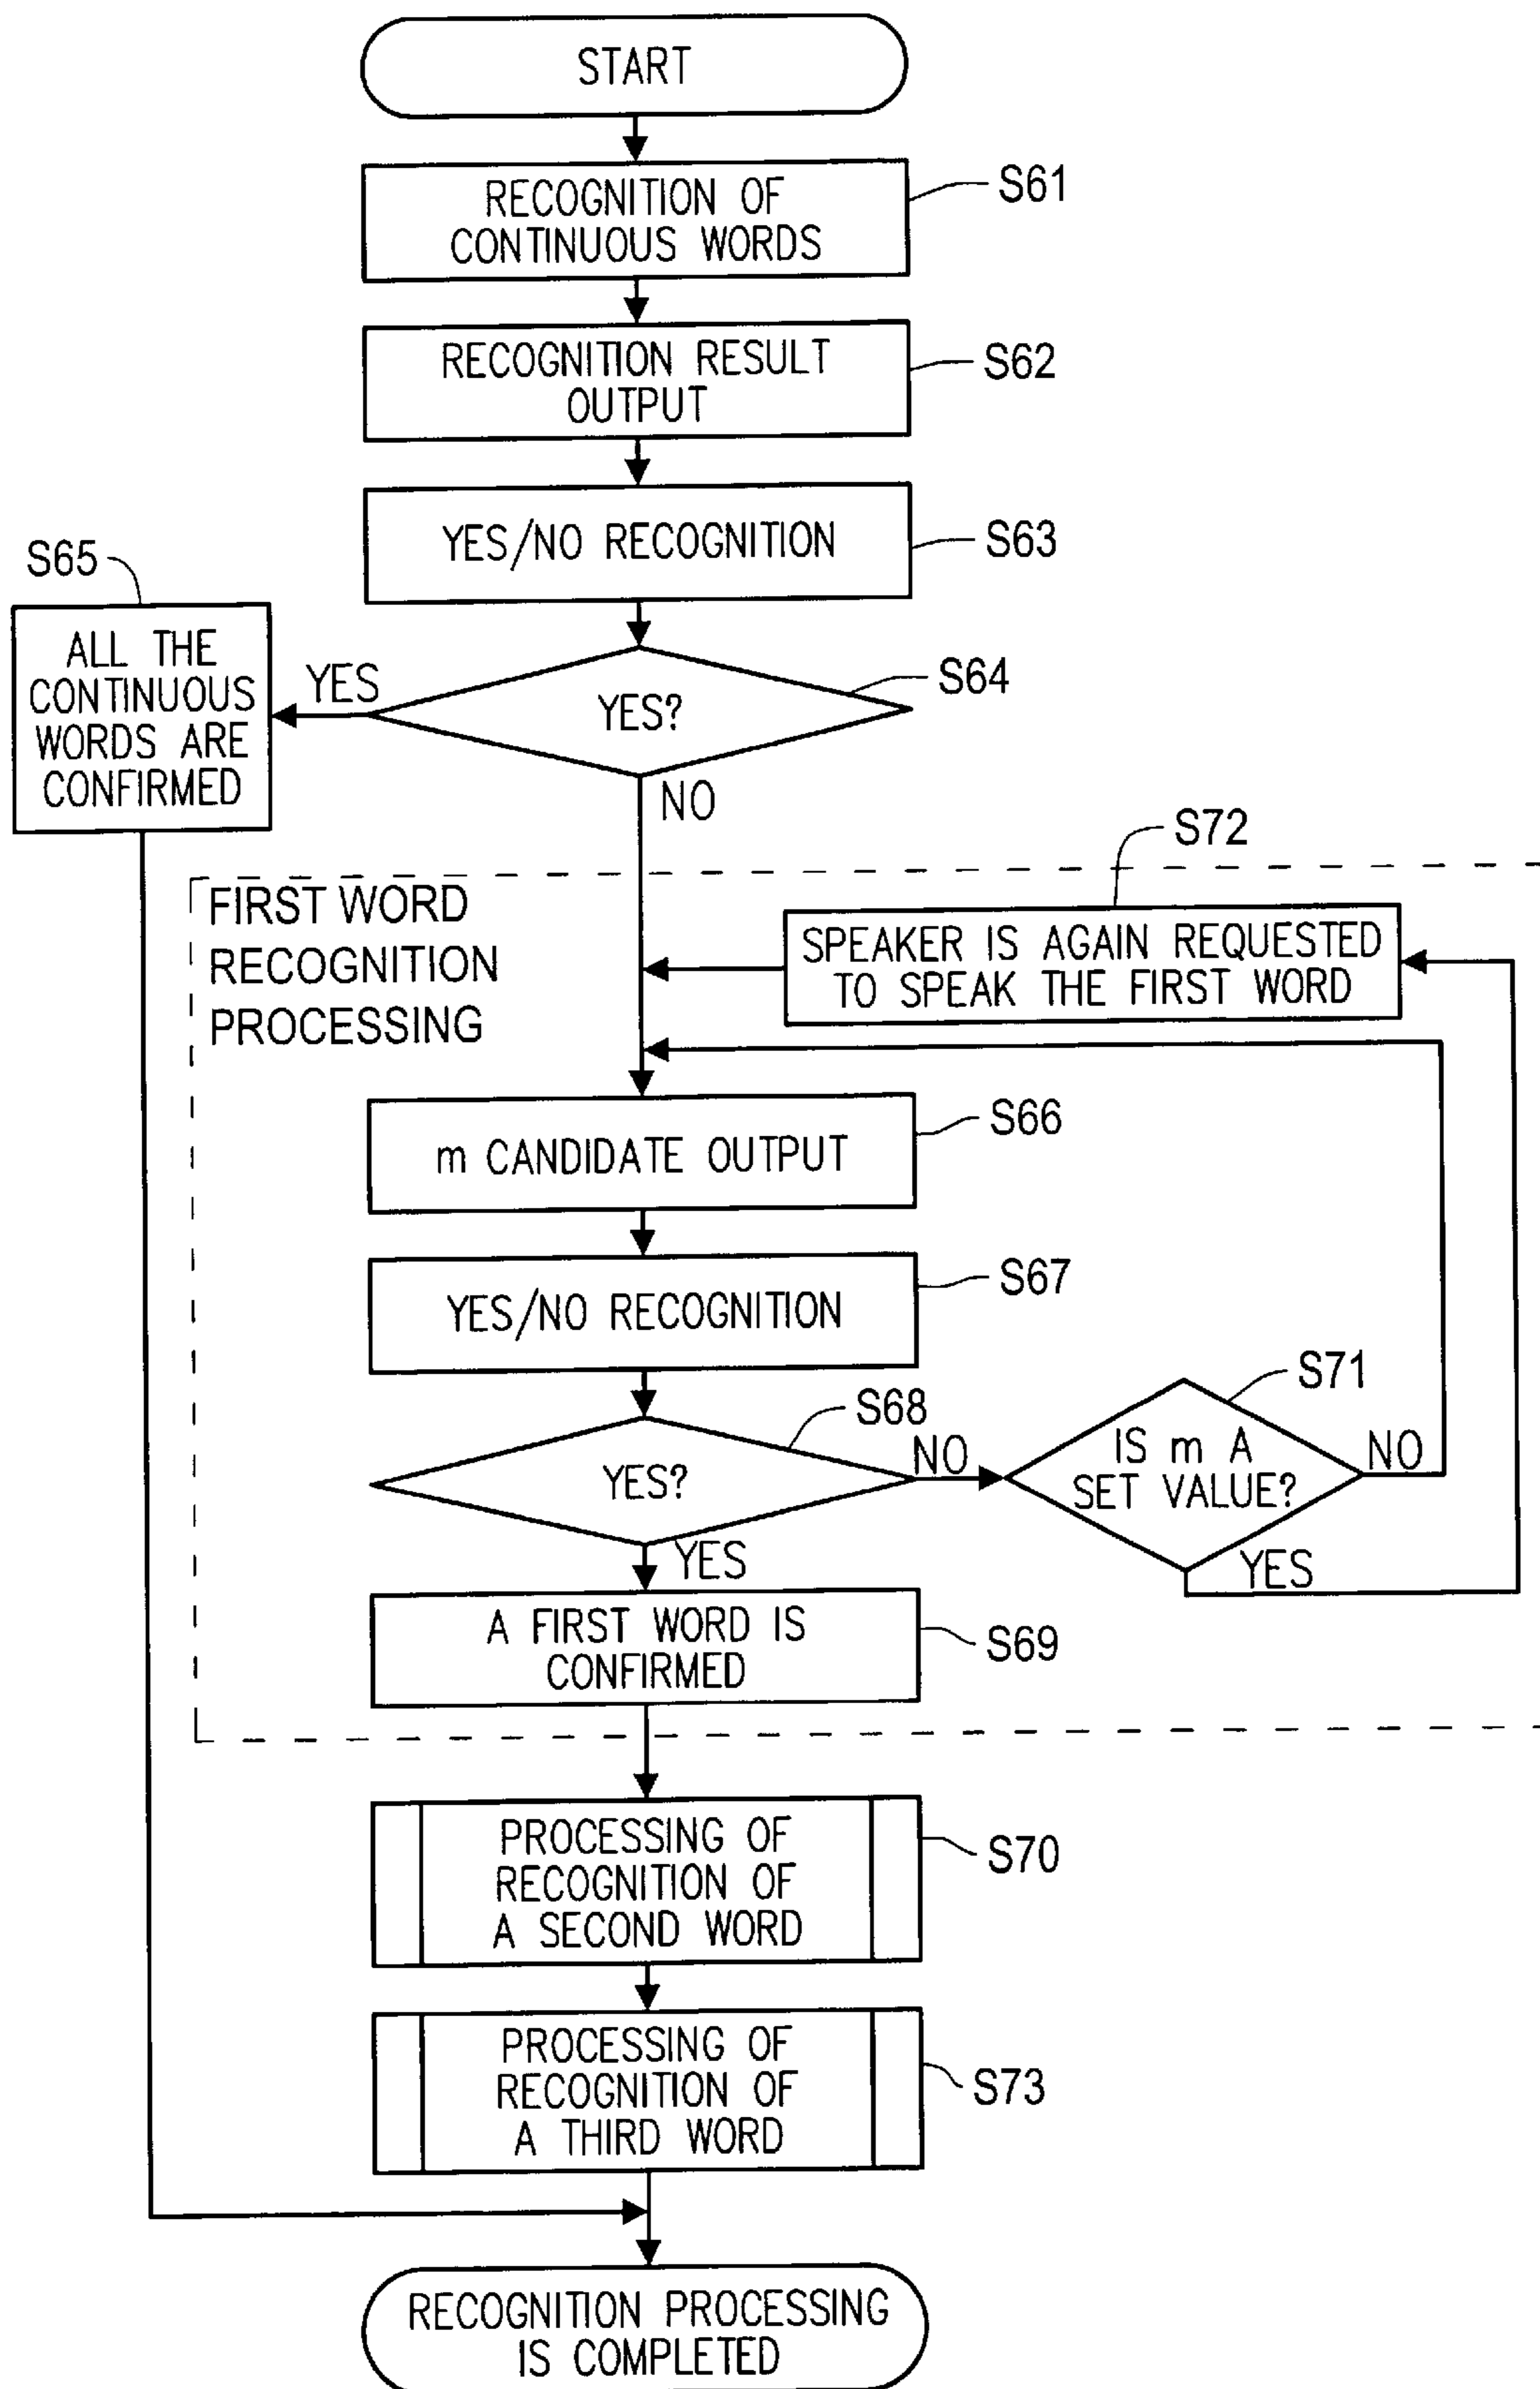 START
RECOGNITION OF
CONTINUOUS WORDS
S61
RECOGNITION RESULT
OUTPUT
S62
YES/NO RECOGNITION
S63
S65
ALL THE
CONTINUOUS
WORDS ARE
CONFIRMED
YES
YES?
S64
NO
S72
FIRST WORD
RECOGNITION
PROCESSING
SPEAKER IS AGAIN REQUESTED
TO SPEAK THE FIRST WORD
m CANDIDATE OUTPUT
S66
YES/NO RECOGNITION
S67
YES?
S68
NO
IS m A
SET VALUE?
S71
NO
YES
YES
A FIRST WORD IS
CONFIRMED
S69
PROCESSING OF
RECOGNITION OF
A SECOND WORD
S70
PROCESSING OF
RECOGNITION OF
A THIRD WORD
S73
RECOGNITION PROCESSING
IS COMPLETED